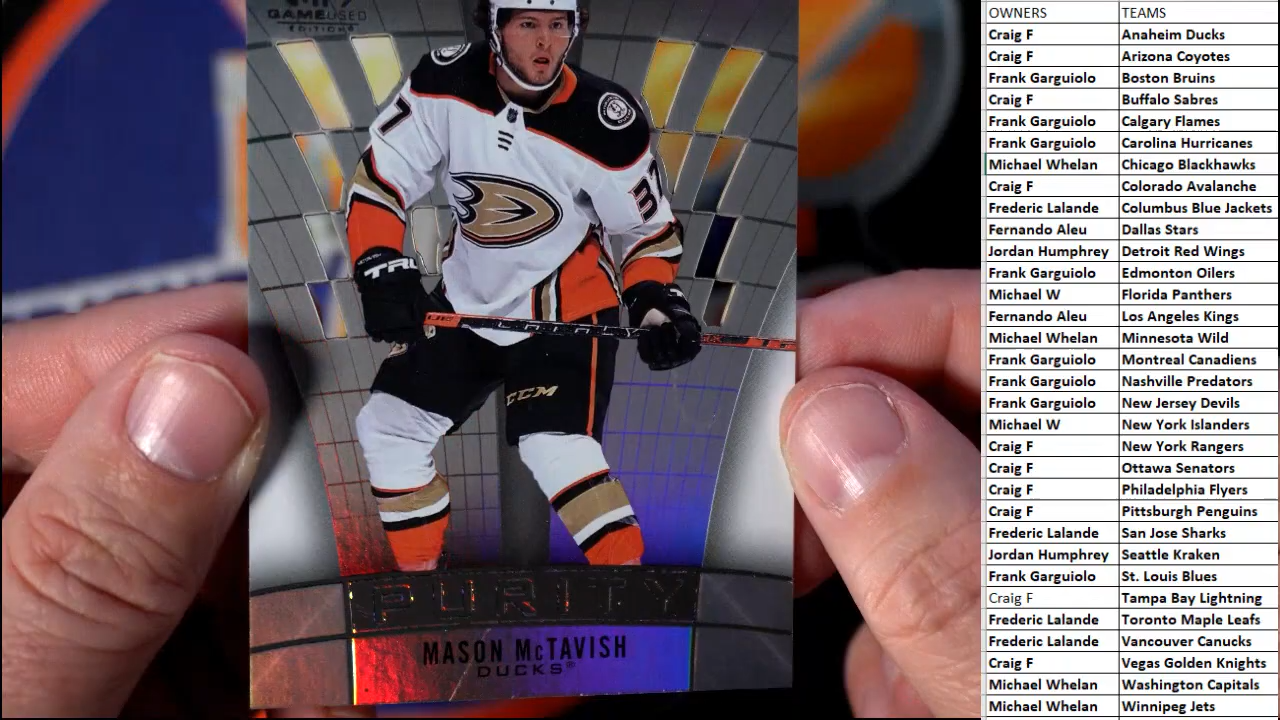 GAMEUSED
EDITION
37
37
TRU
CCM
PURITY
MASON McTAVISH
DUCKS®
OWNERS TEAMS
Craig F Anaheim Ducks
Craig F Arizona Coyotes
Frank Garguiolo Boston Bruins
Craig F Buffalo Sabres
Frank Garguiolo Calgary Flames
Frank Garguiolo Carolina Hurricanes
Michael Whelan Chicago Blackhawks
Craig F Colorado Avalanche
Frederic Lalande Columbus Blue Jackets
Fernando Aleu Dallas Stars
Jordan Humphrey Detroit Red Wings
Frank Garguiolo Edmonton Oilers
Michael W Florida Panthers
Fernando Aleu Los Angeles Kings
Michael Whelan Minnesota Wild
Frank Garguiolo Montreal Canadiens
Frank Garguiolo Nashville Predators
Frank Garguiolo New Jersey Devils
Michael W New York Islanders
Craig F New York Rangers
Craig F Ottawa Senators
Craig F Philadelphia Flyers
Craig F Pittsburgh Penguins
Frederic Lalande San Jose Sharks
Jordan Humphrey Seattle Kraken
Frank Garguiolo St. Louis Blues
Craig F Tampa Bay Lightning
Frederic Lalande Toronto Maple Leafs
Frederic Lalande Vancouver Canucks
Craig F Vegas Golden Knights
Michael Whelan Washington Capitals
Michael Whelan Winnipeg Jets